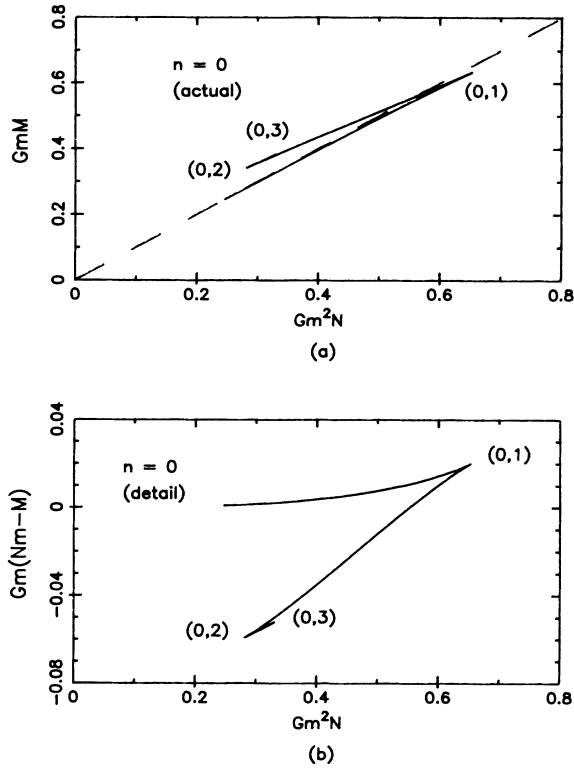 0.8
0.6
0.4
0.2
0
GmM
n = 0
(actual)
(0,3)
(0,2)
(0,1)
0
0.2
0.4
0.6
0.8
Gm²N
(a)
0.04
0
-0.04
-0.08
Gm(Nm-M)
n = 0
(detail)
(0,1)
(0,2)
(0,3)
0
0.2
0.4
0.6
0.8
Gm²N
(b)